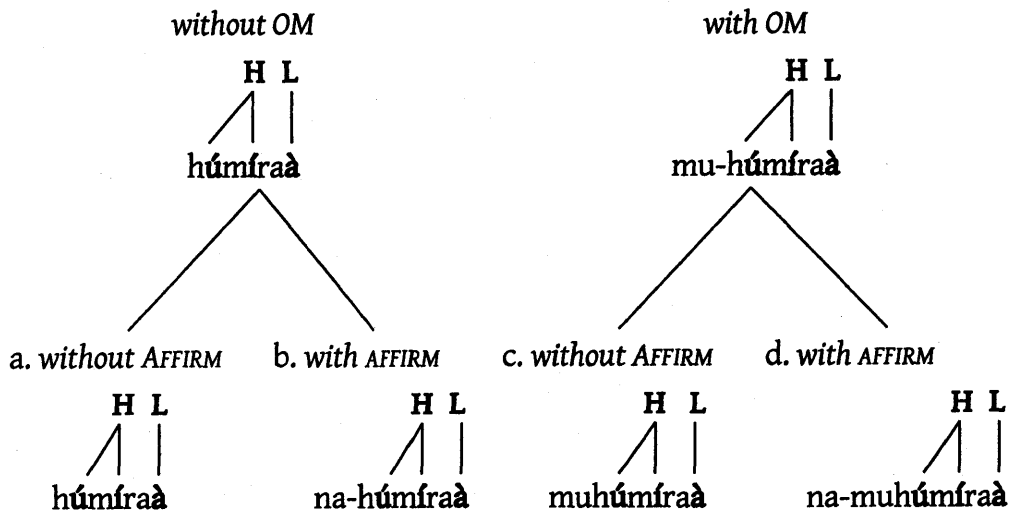 without OM with OM
H L H L
húmíraà mu-húmíraà
a. without AFFIRM b. with AFFIRM c. without AFFIRM d. with AFFIRM
H L H L H L H L
húmíraà na-húmíraà muhúmíraà na-muhúmíraà